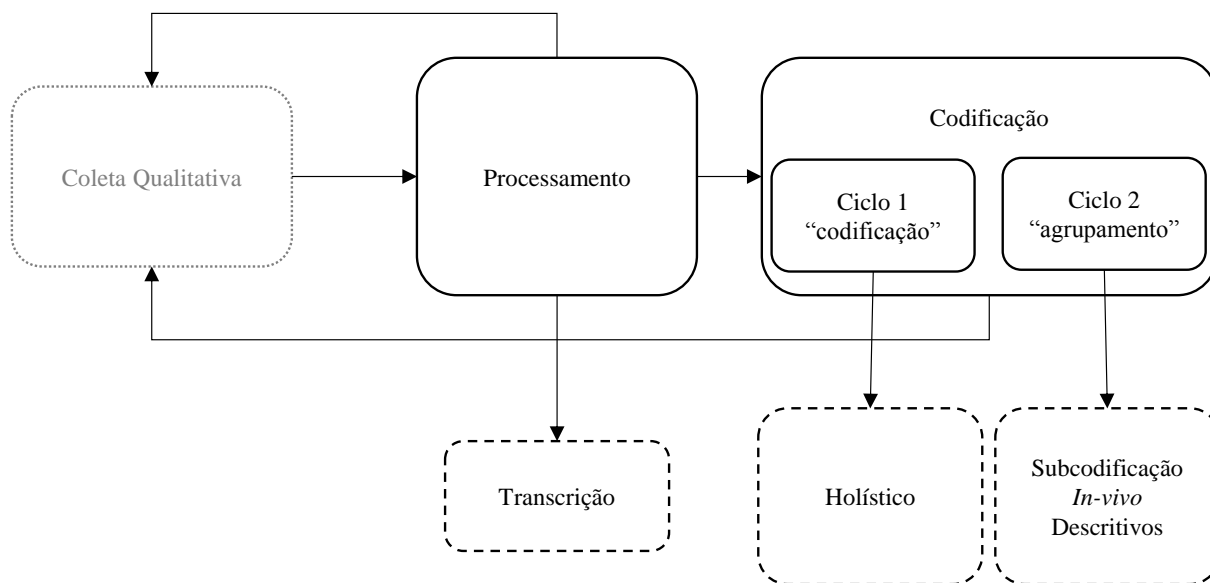 Coleta Qualitativa
Processamento
Codificação
Ciclo 1
“codificação”
Ciclo 2
“agrupamento”
Transcrição
Holístico
Subcodificação
In-vivo
Descritivos